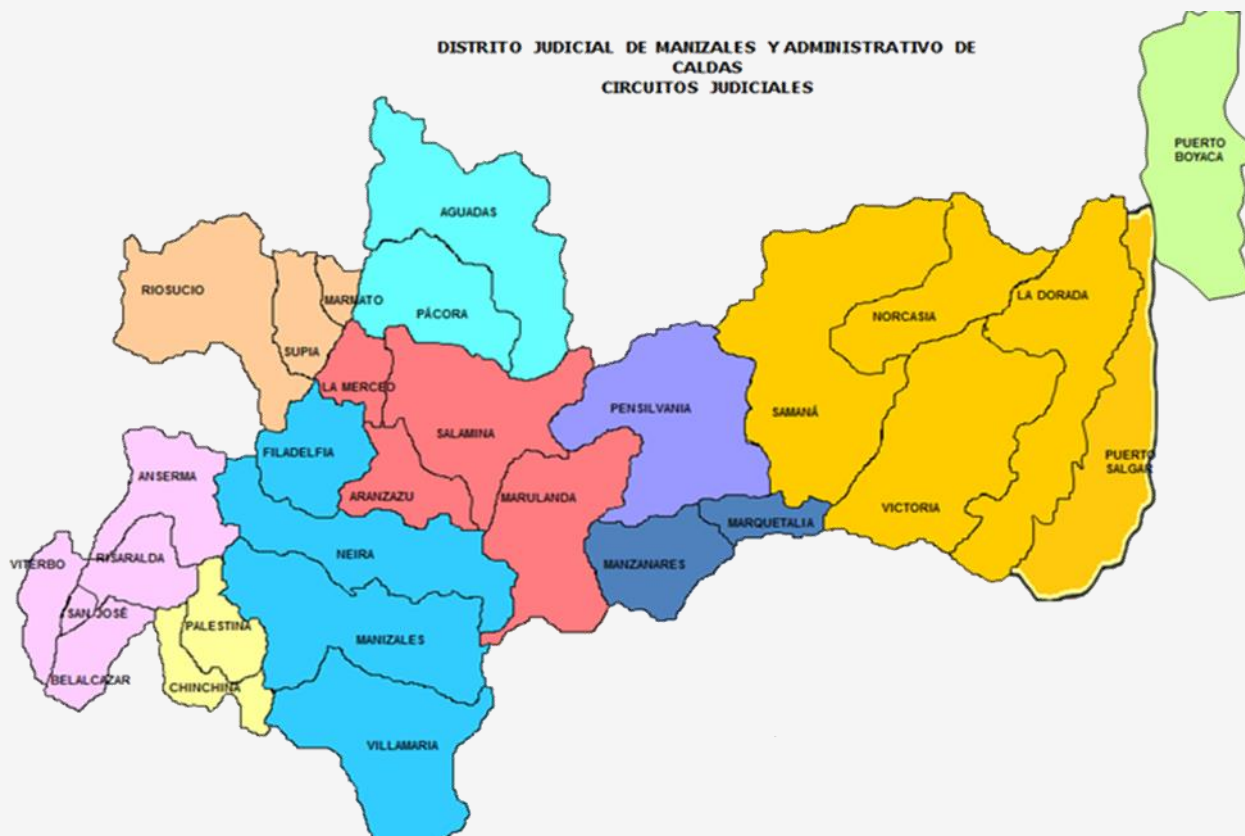 DISTRITO JUDICIAL DE MANIZALES Y ADMINISTRATIVO DE
CALDAS
CIRCUITOS JUDICIALES
PUERTO
BOYACA
AGUADAS
RIOSUCIO
MARMATO
LA DORADA
PÁCORA
NORCASIA
SUPIA
LA MERCED
PENSILVANIA
SAMANÁ
SALAMINA
FILADELFIA
PUERTO
SALGAR
ANSERMA
ARANZAZU
MARULANDA
VICTORIA
MARQUETALIA
NEIRA
RISARALDA
VITERBO
MANZANARES
SAN JOSÉ
PALESTINA
MANIZALES
BELALCAZAR
CHINCHINA
VILLAMARIA